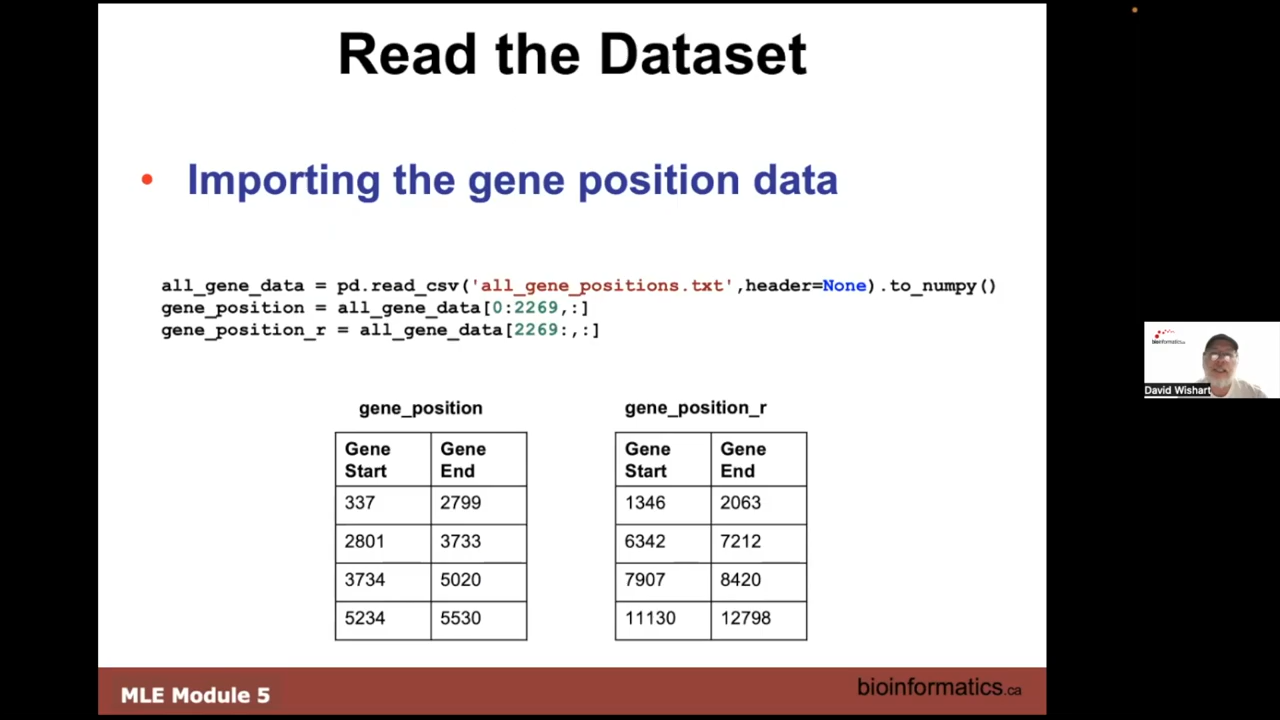 Read the Dataset
• Importing the gene position data
all_gene_data = pd.read_csv('all_gene_positions.txt',header=None).to_numpy()
gene_position = all_gene_data[0:2269,:]
gene_position_r = all_gene_data[2269:,:]
gene_position
Gene Start Gene End
337 2799
2801 3733
3734 5020
5234 5530
gene_position_r
Gene Start Gene End
1346 2063
6342 7212
7907 8420
11130 12798
MLE Module 5
bioinformatics.ca
bioinformatics.ca
David Wishart